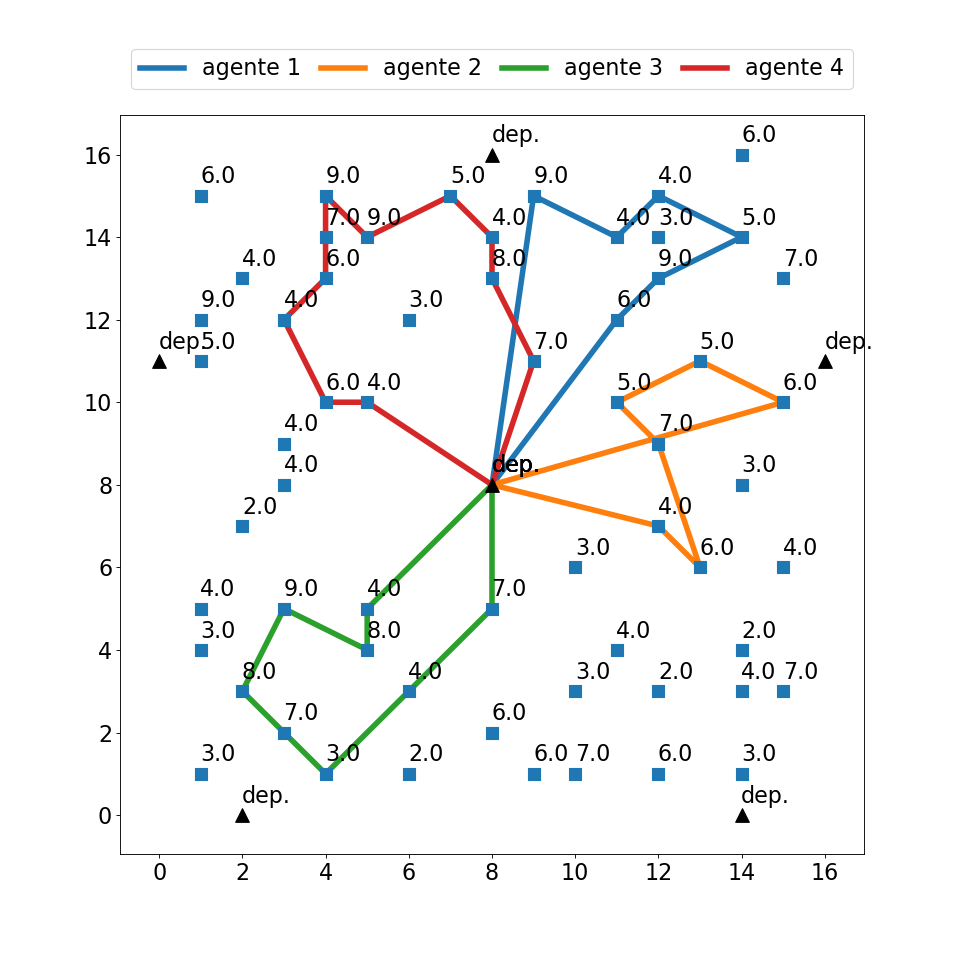 agente 1 agente 2 agente 3 agente 4
dep. 6.0
16
6.0 9.0 5.0 9.0 4.0
7.0 9.0 4.0 4.0 3.0 5.0
14
4.0 6.0 8.0 9.0 7.0
9.0 4.0 3.0 6.0
12
dep. 5.0 7.0 5.0 dep.
6.0 4.0 5.0 6.0
10
4.0 7.0
4.0 dep. 3.0
8
2.0 4.0
3.0 6.0 4.0
6
4.0 9.0 4.0 7.0
3.0 8.0 4.0 2.0
4
8.0 4.0 3.0 2.0 4.0 7.0
7.0 6.0
2
3.0 3.0 2.0 6.0 7.0 6.0 3.0
dep. dep.
0
0 2 4 6 8 10 12 14 16